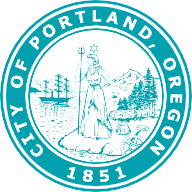 CITY OF PORTLAND, OREGON
1851